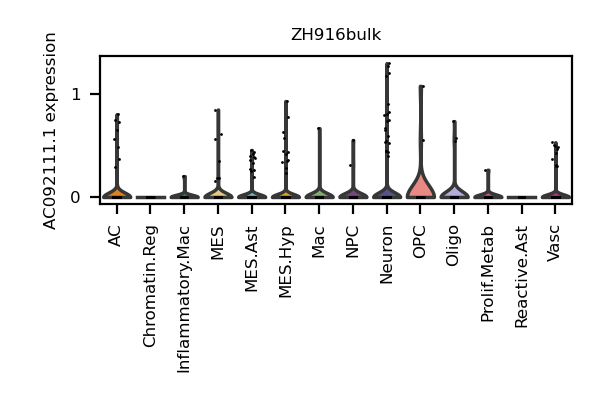 ZH916bulk
AC092111.1 expression
1
0
AC
Chromatin.Reg
Inflammatory.Mac
MES
MES.Ast
MES.Hyp
Mac
NPC
Neuron
OPC
Oligo
Prolif.Metab
Reactive.Ast
Vasc